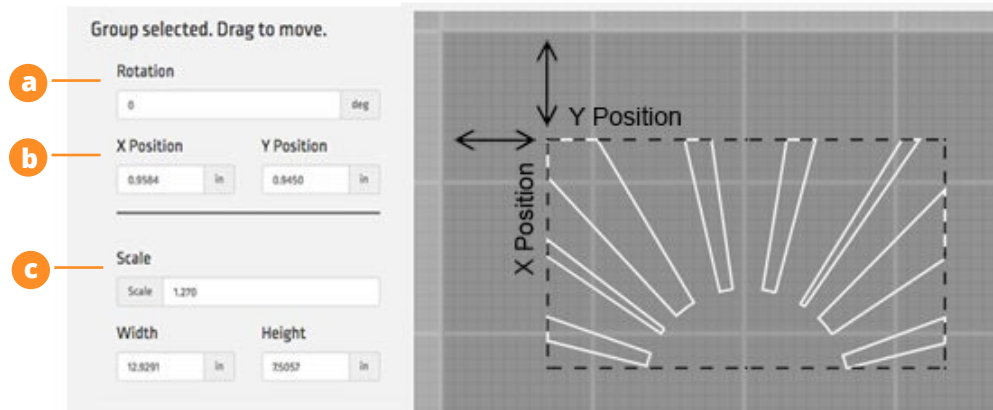 Group selected. Drag to move.
a
Rotation
0 deg
b
X Position Y Position
0.9584 in 0.9450 in
c
Scale
Scale 1.270
Width Height
12.9291 in 7.5057 in
Y Position
X Position